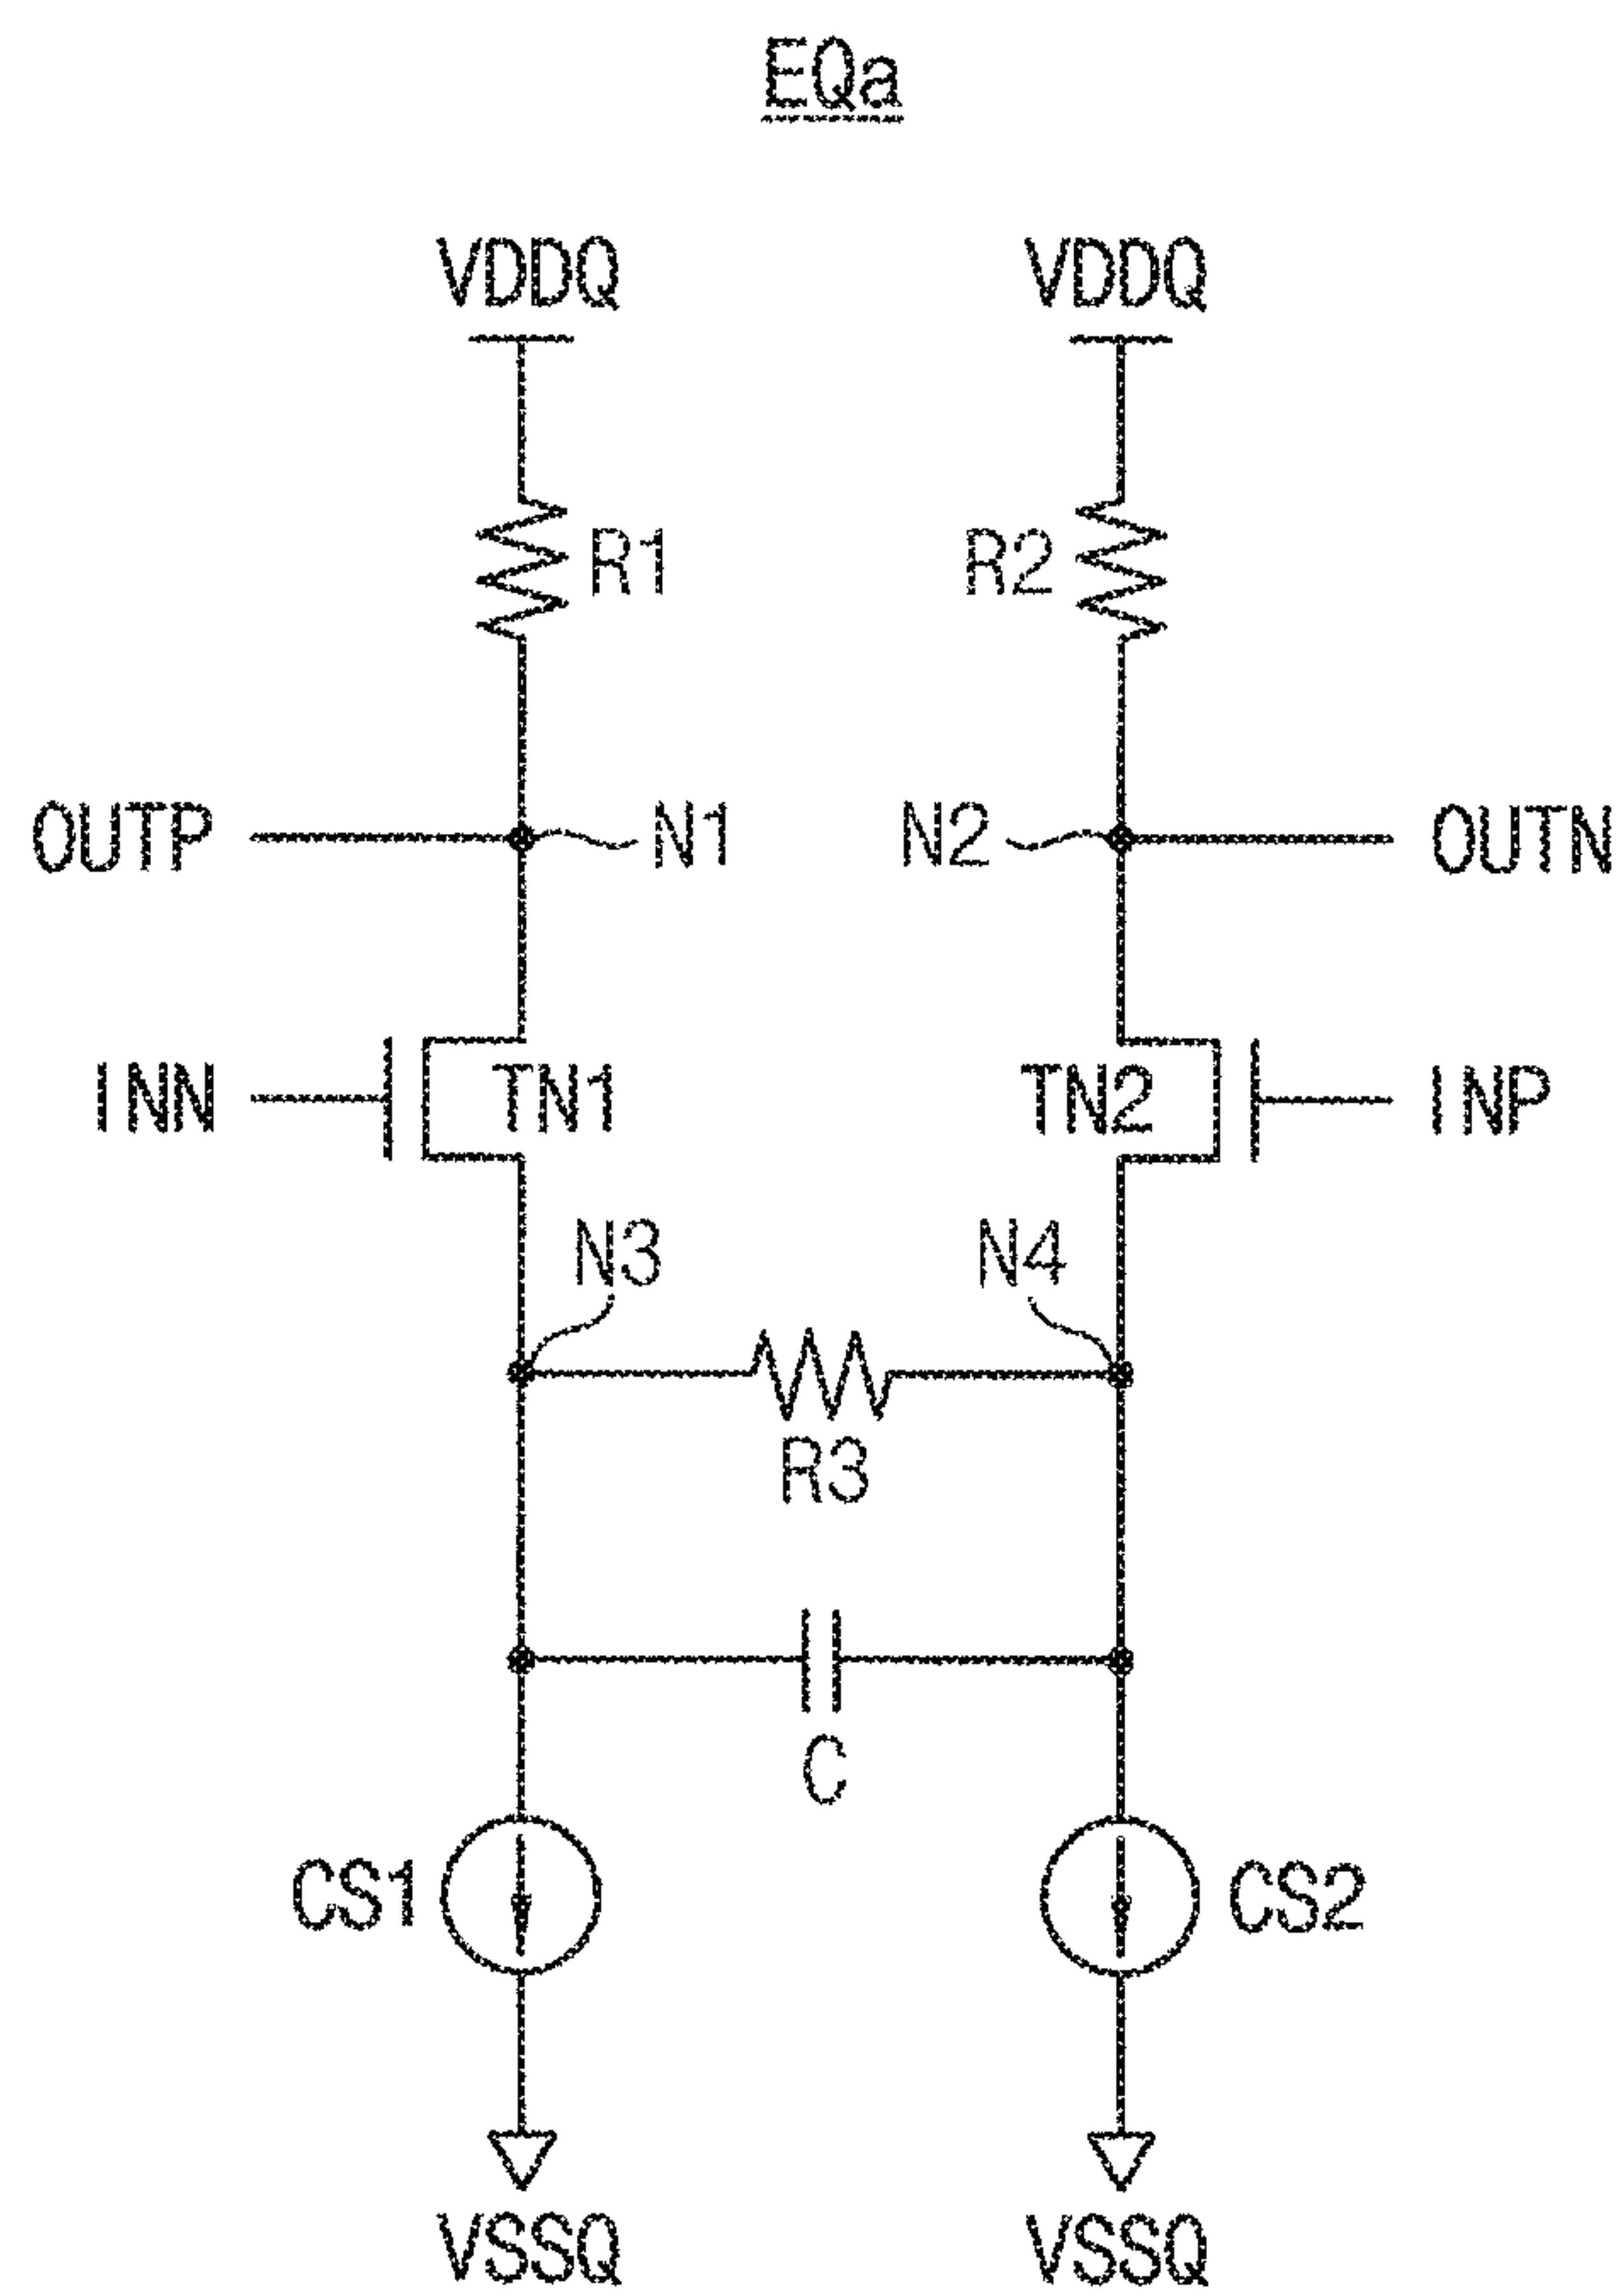 EQa
VDDQ VDDQ
R1 R2
OUTP N1 N2 OUTN
INN TN1 TN2 INP
N3 N4
R3
C
CS1 CS2
VSSQ VSSQ